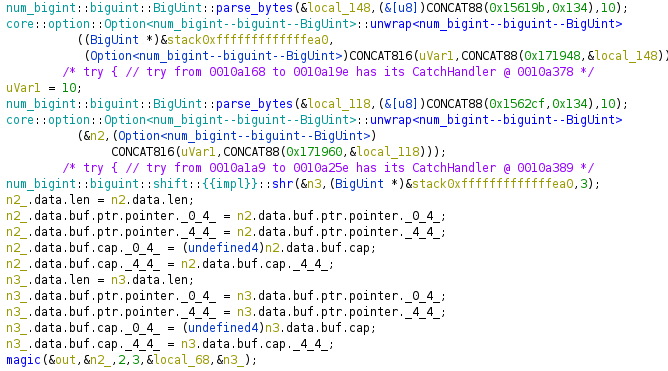 num_bigint::biguint::BigUint::parse_bytes(&local_148,(&[u8])CONCAT88(0x15619b,0x134),10);
core::option::Option<num_bigint--biguint--BigUint>::unwrap<num_bigint--biguint--BigUint>
((BigUint *)&stack0xfffffffffffffea0,
(Option<num_bigint--biguint--BigUint>)CONCAT816(uVar1,CONCAT88(0x171948,&local_148))
/* try { // try from 0010a168 to 0010a19e has its CatchHandler @ 0010a378 */
uVar1 = 10;
num_bigint::biguint::BigUint::parse_bytes(&local_118,(&[u8])CONCAT88(0x1562cf,0x134),10);
core::option::Option<num_bigint--biguint--BigUint>::unwrap<num_bigint--biguint--BigUint>
(&n2,(Option<num_bigint--biguint--BigUint>)
CONCAT816(uVar1,CONCAT88(0x171960,&local_118)));
/* try { // try from 0010a1a9 to 0010a25e has its CatchHandler @ 0010a389 */
num_bigint::biguint::shift::{{impl}}::shr(&n3,(BigUint *)&stack0xfffffffffffffea0,3);
n2_.data.len = n2.data.len;
n2_.data.buf.ptr.pointer._0_4_ = n2.data.buf.ptr.pointer._0_4_;
n2_.data.buf.ptr.pointer._4_4_ = n2.data.buf.ptr.pointer._4_4_;
n2_.data.buf.cap._0_4_ = (undefined4)n2.data.buf.cap;
n2_.data.buf.cap._4_4_ = n2.data.buf.cap._4_4_;
n3_.data.len = n3.data.len;
n3_.data.buf.ptr.pointer._0_4_ = n3.data.buf.ptr.pointer._0_4_;
n3_.data.buf.ptr.pointer._4_4_ = n3.data.buf.ptr.pointer._4_4_;
n3_.data.buf.cap._0_4_ = (undefined4)n3.data.buf.cap;
n3_.data.buf.cap._4_4_ = n3.data.buf.cap._4_4_;
magic(&out,&n2_,2,3,&local_68,&n3_);